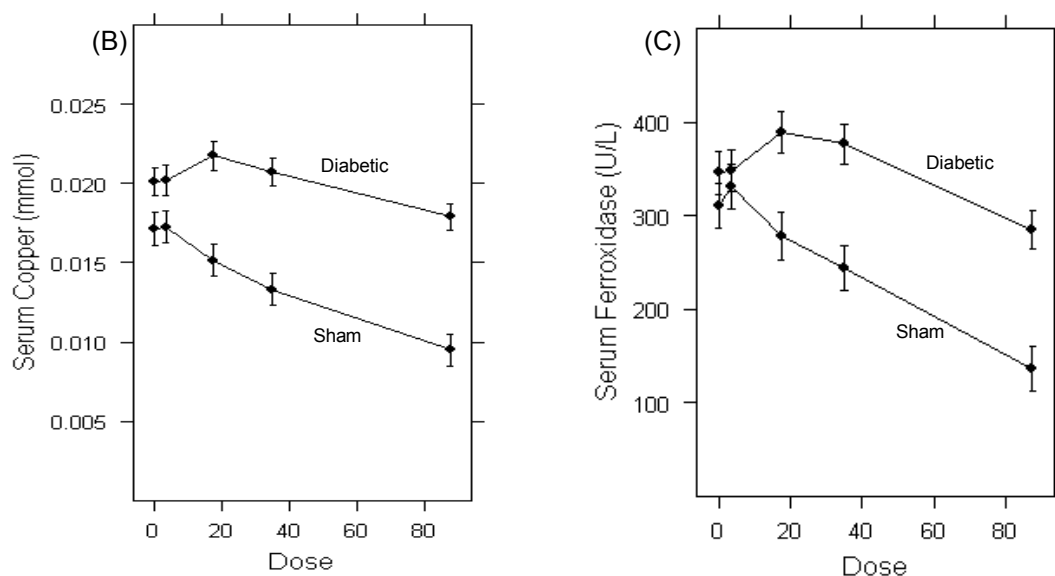 (B)
Serum Copper (mmol)
0.025
0.020
0.015
0.010
0.005
Diabetic
Sham
0
20
40
60
80
Dose
(C)
Serum Ferroxidase (U/L)
400
300
200
100
Diabetic
Sham
0
20
40
60
80
Dose